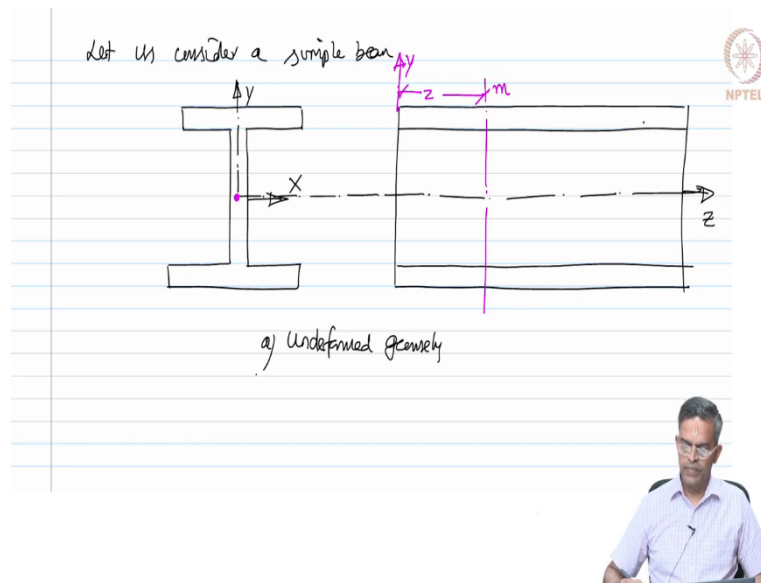 Let us consider a simple beam
y
z
m
NPTEL
y
x
z
a) Undeformed geometry